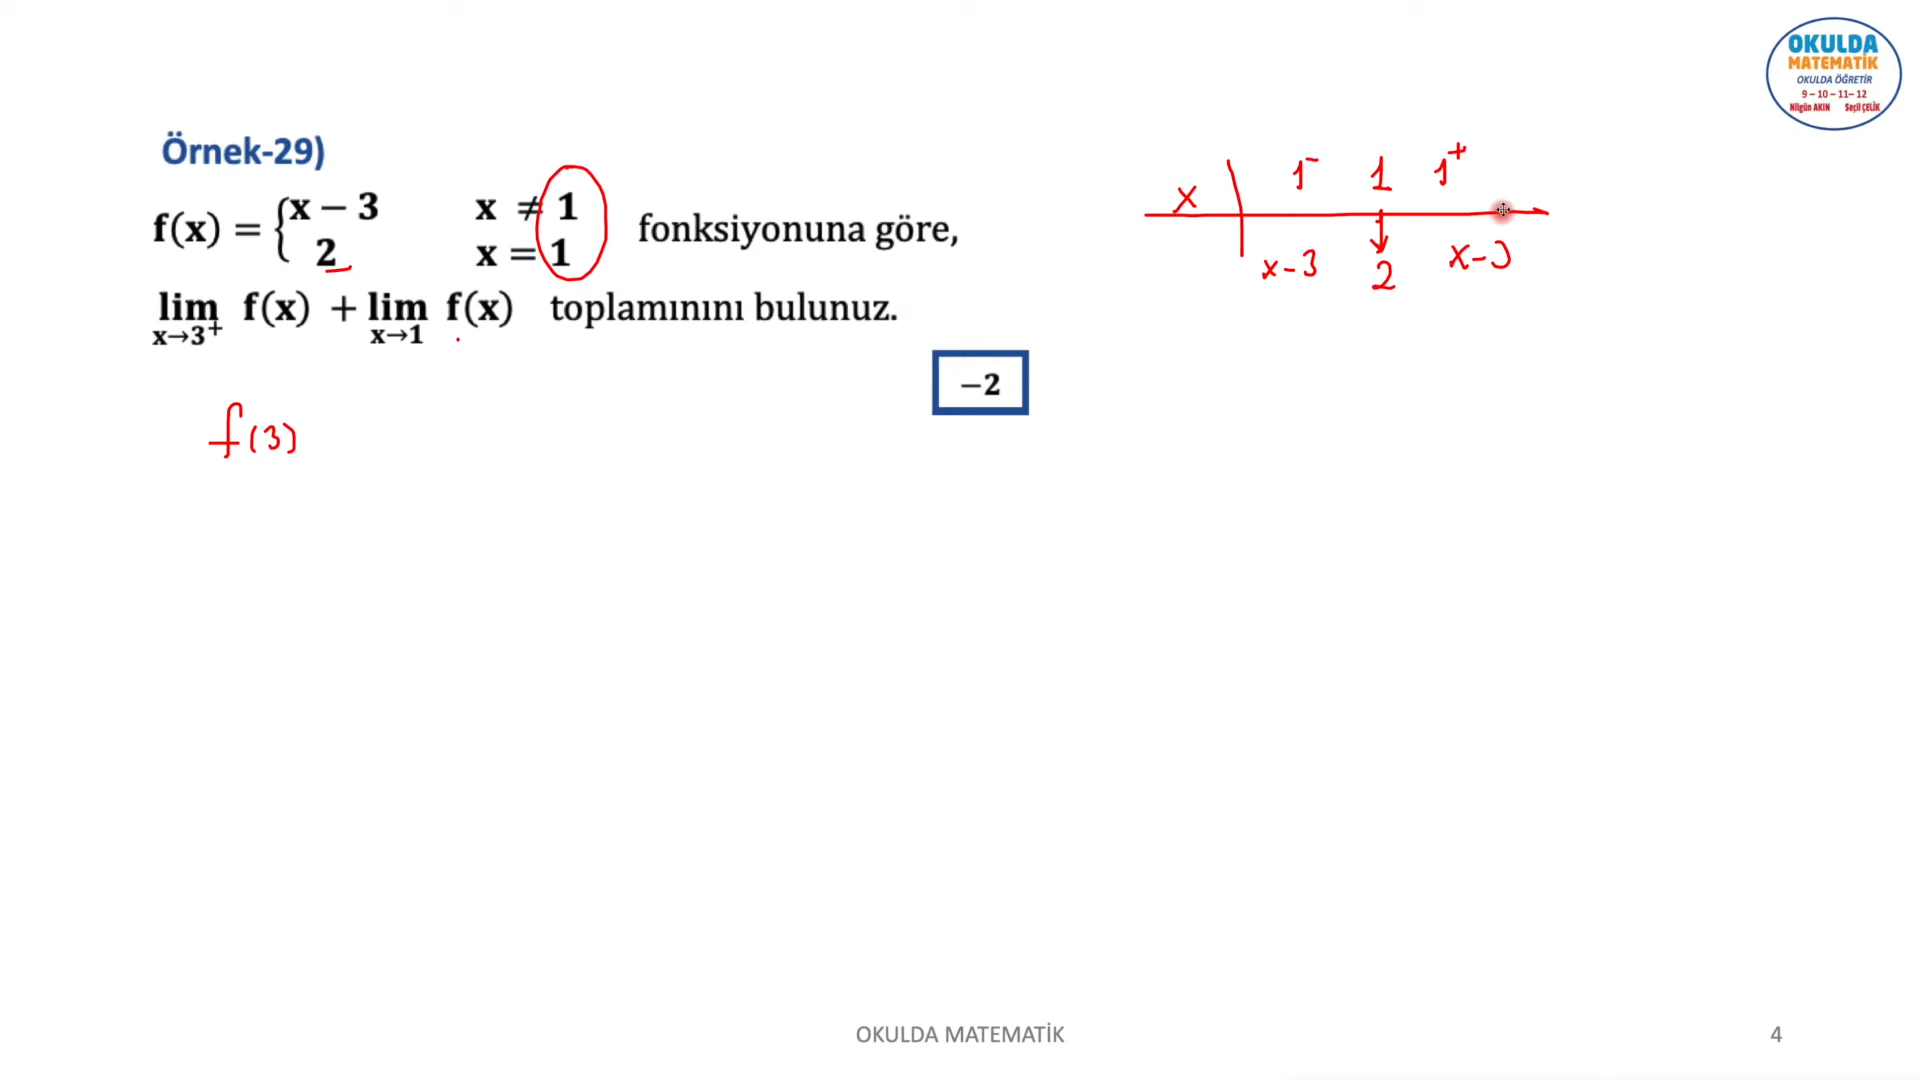 OKULDA
MATEMATİK
OKULDA ÖĞRETİR
9 – 10 – 11– 12
Nilgün AKIN Seçil ÇELİK
Örnek-29)
f(x) = { x − 3 x ≠ 1
2 x = 1 fonksiyonuna göre,
lim x→3⁺ f(x) + lim x→1 f(x) toplamınını bulunuz.
−2
f(3)
x 1⁻ 1 1⁺
x-3 2 x-3
OKULDA MATEMATİK
4